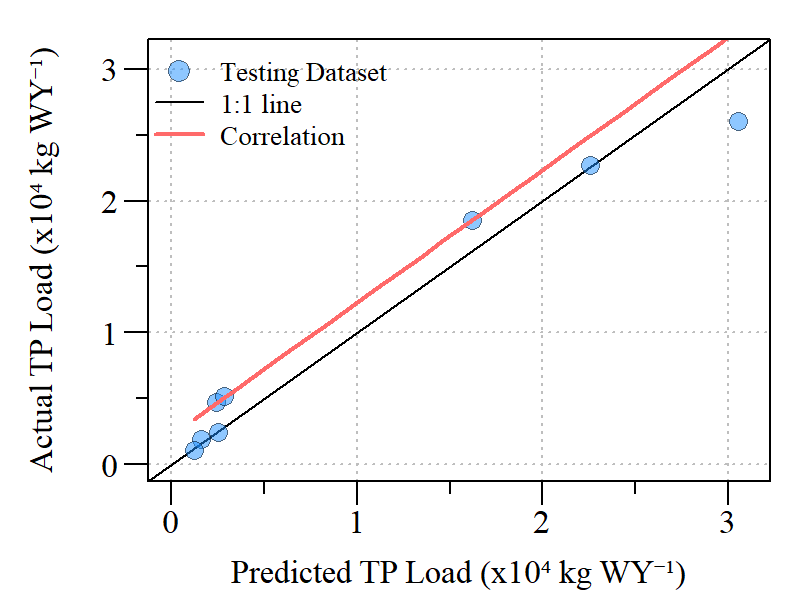 Actual TP Load (x10⁴ kg WY⁻¹)
3
2
1
0
Testing Dataset
1:1 line
Correlation
0 1 2 3
Predicted TP Load (x10⁴ kg WY⁻¹)